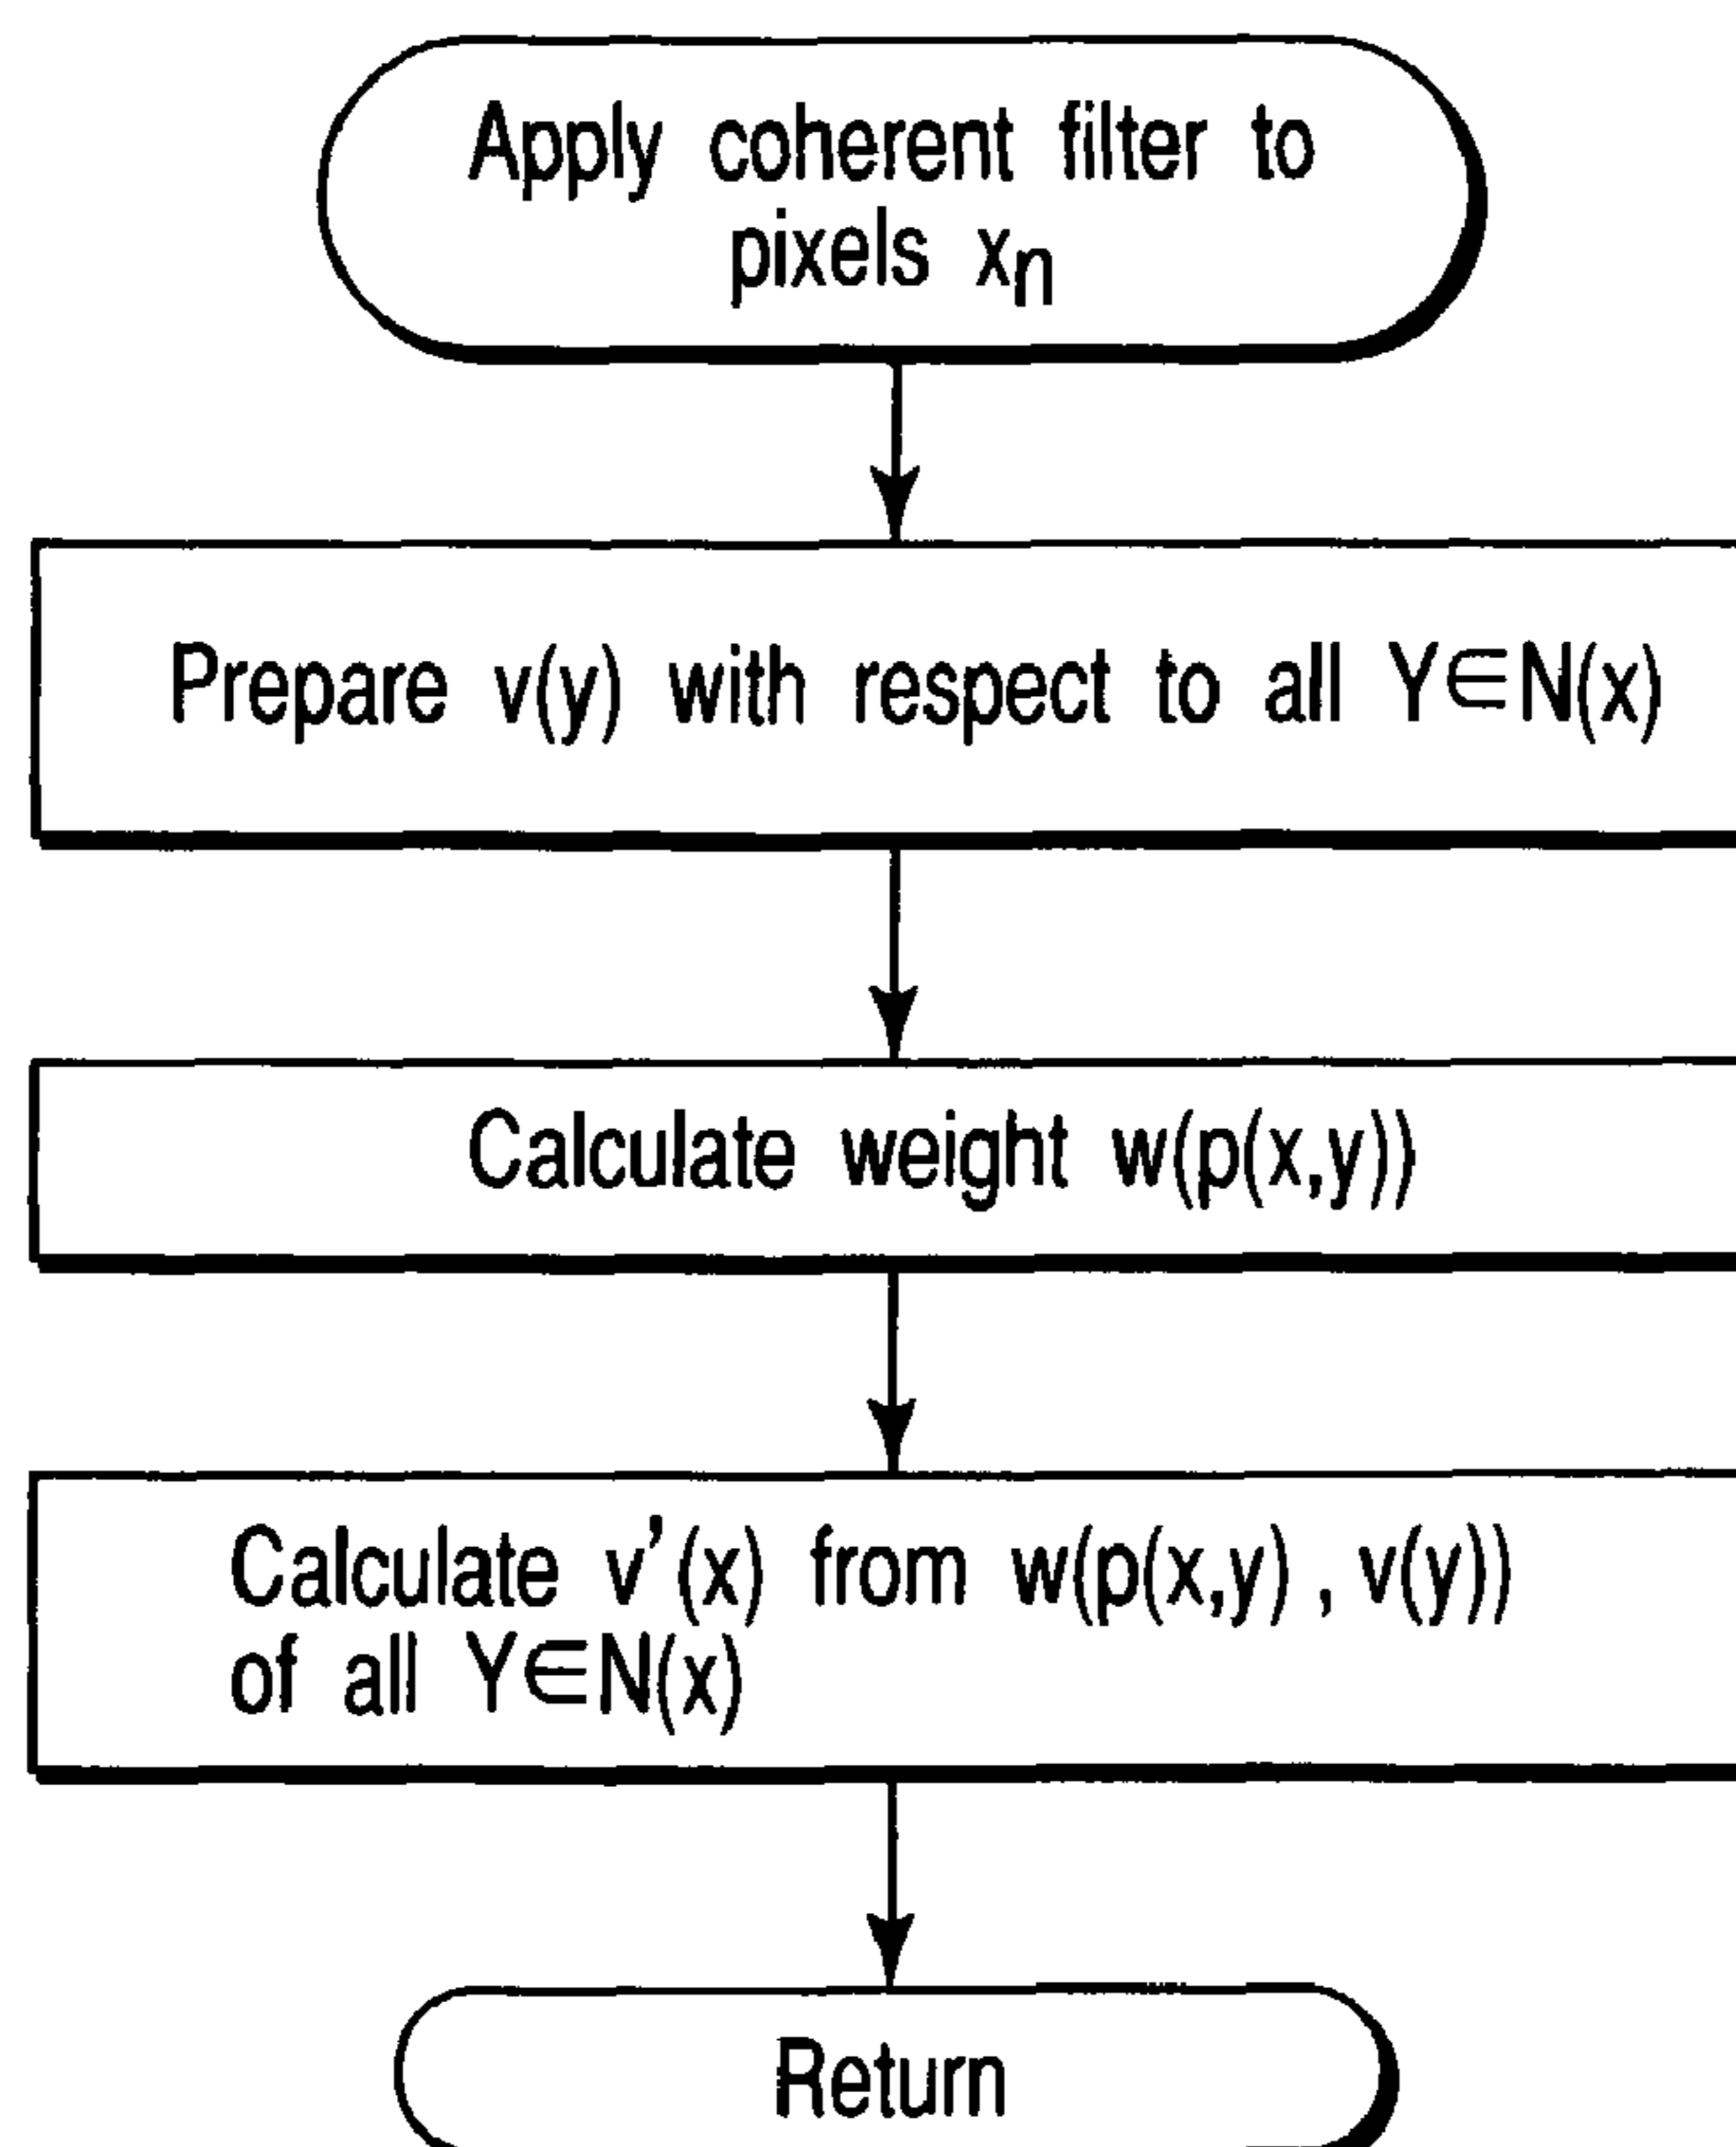 Apply coherent filter to
pixels xn
Prepare v(y) with respect to all Y∈N(x)
Calculate weight w(p(x,y))
Calculate v'(x) from w(p(x,y) , v(y))
of all Y∈N(x)
Return